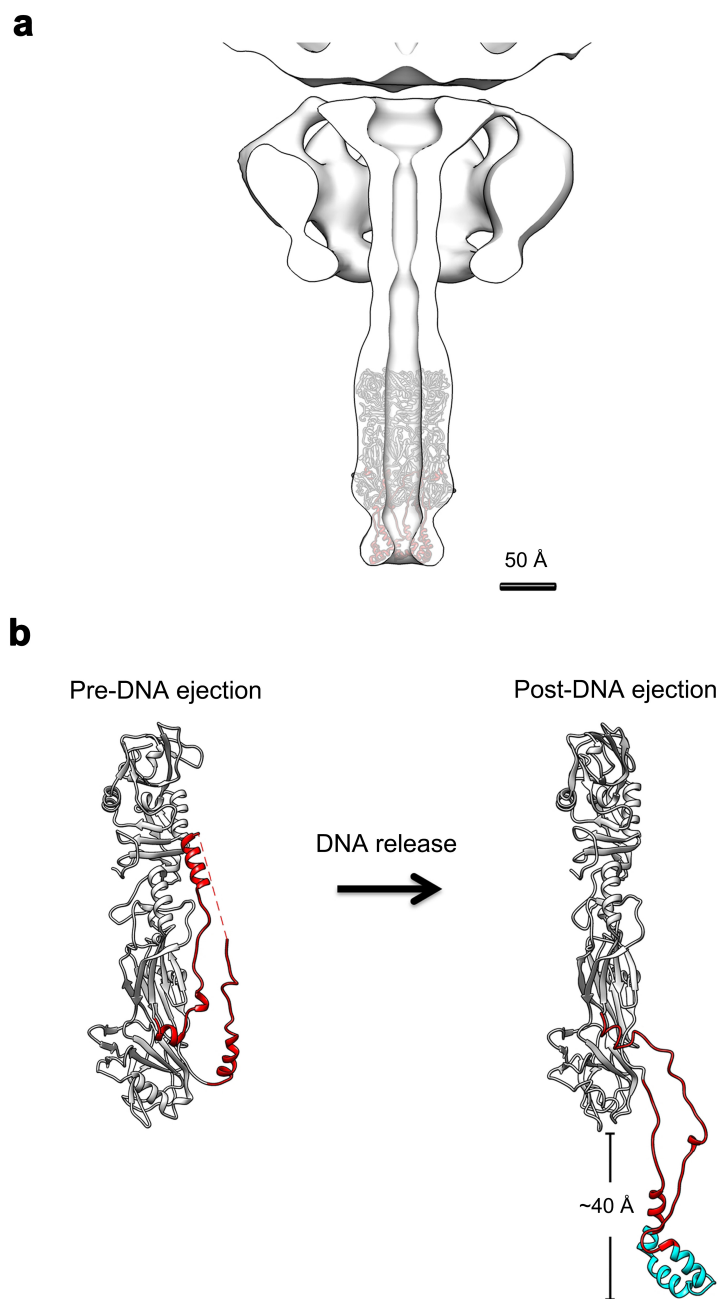 a
50 Å
b
Pre-DNA ejection
Post-DNA ejection
DNA release
~40 Å